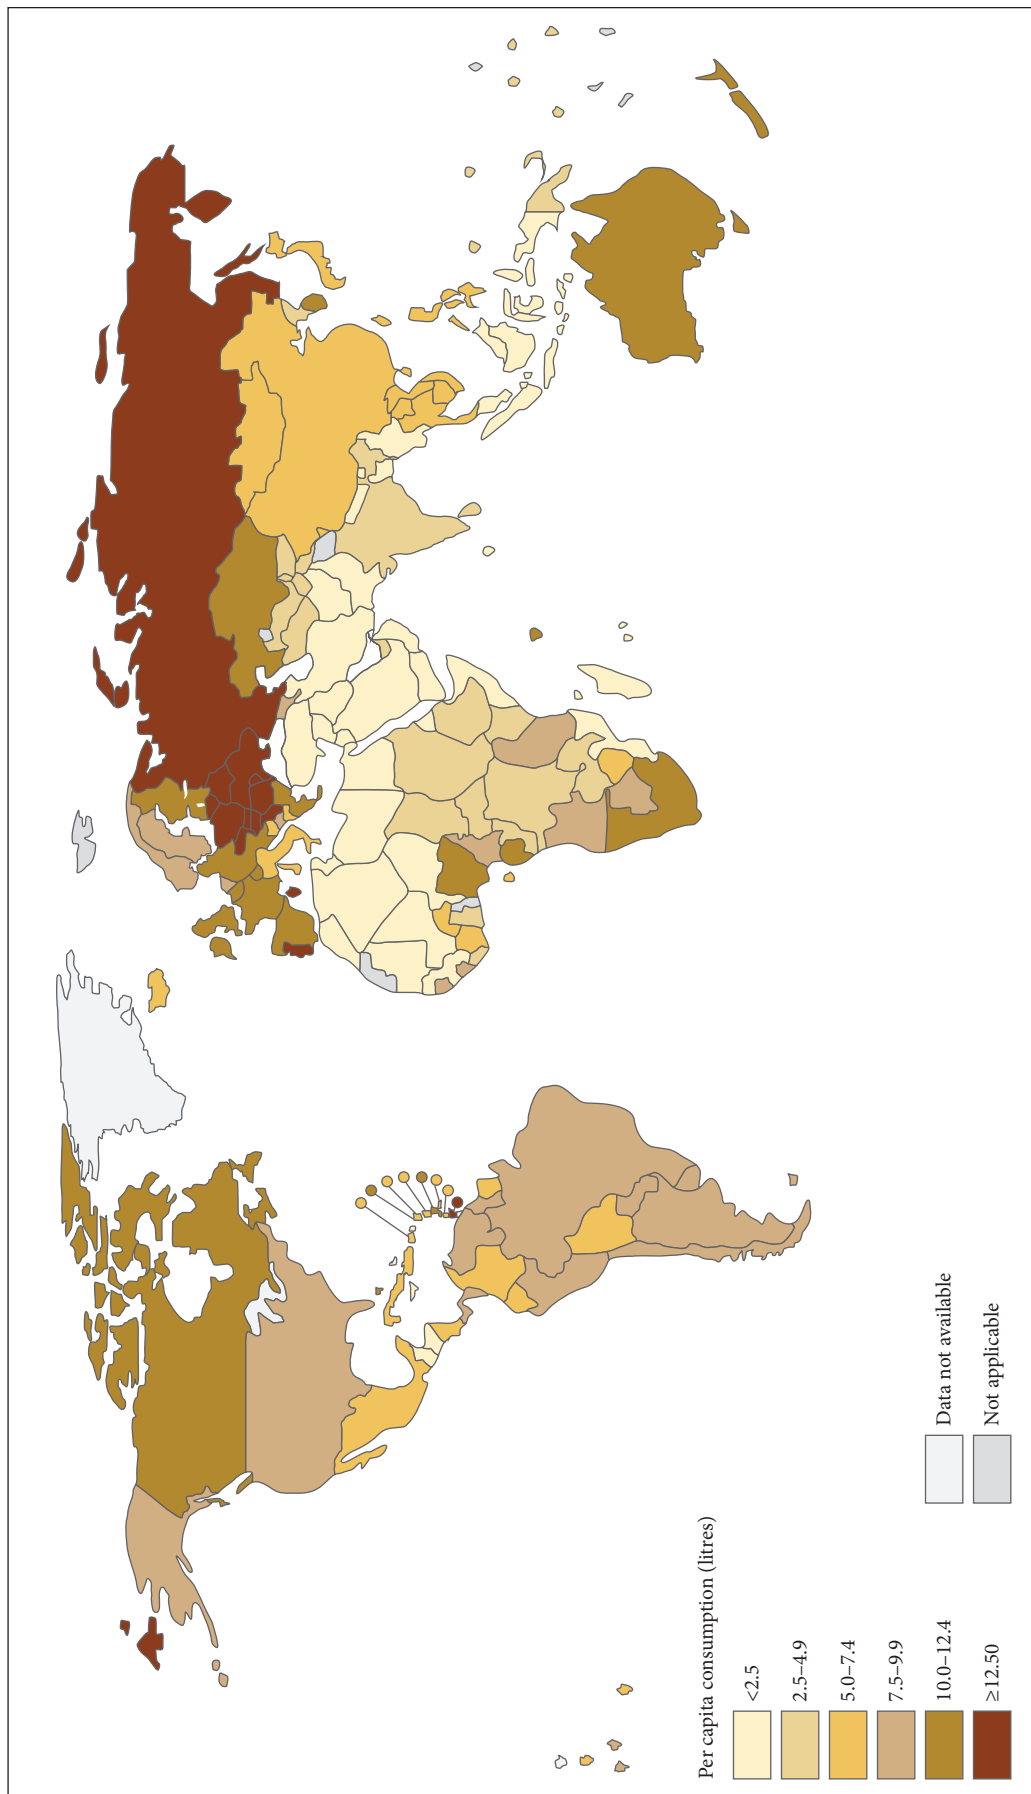 Per capita consumption (litres)
<2.5
2.5–4.9
5.0–7.4
7.5–9.9
10.0–12.4
≥12.50
Data not available
Not applicable